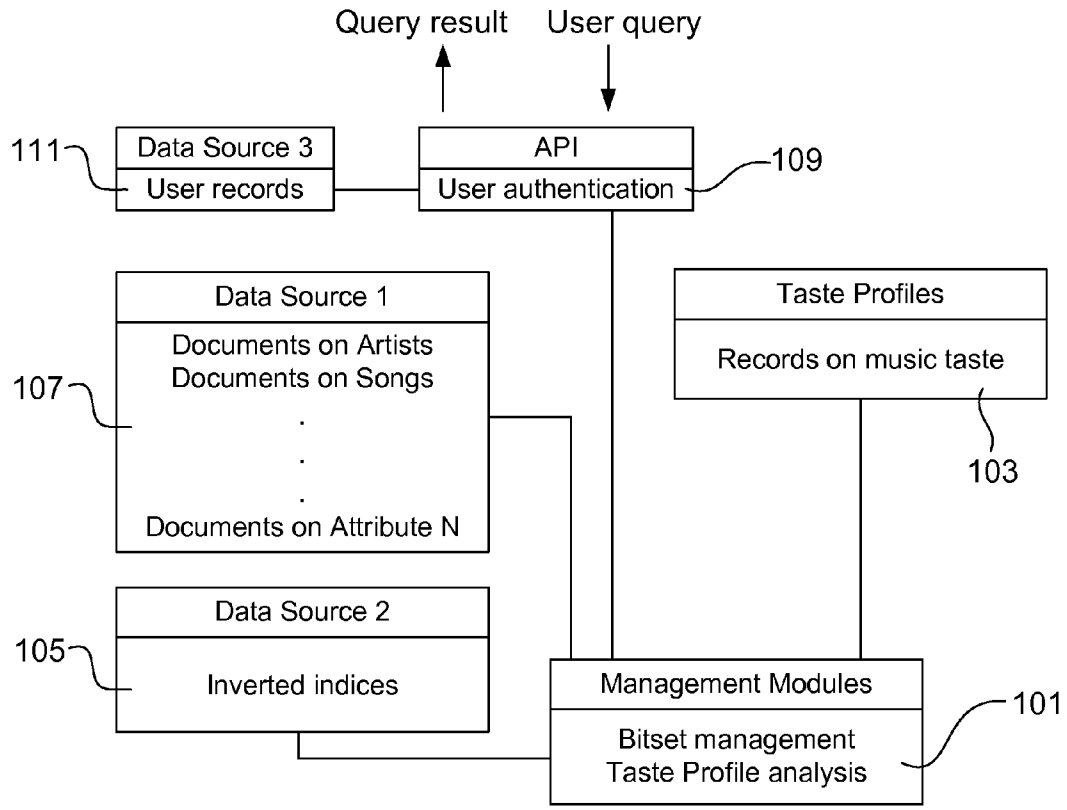 Query result
User query
111
Data Source 3
User records
API
User authentication
109
107
Data Source 1
Documents on Artists
Documents on Songs
.
.
.
Documents on Attribute N
Taste Profiles
Records on music taste
103
105
Data Source 2
Inverted indices
Management Modules
Bitset management
Taste Profile analysis
101